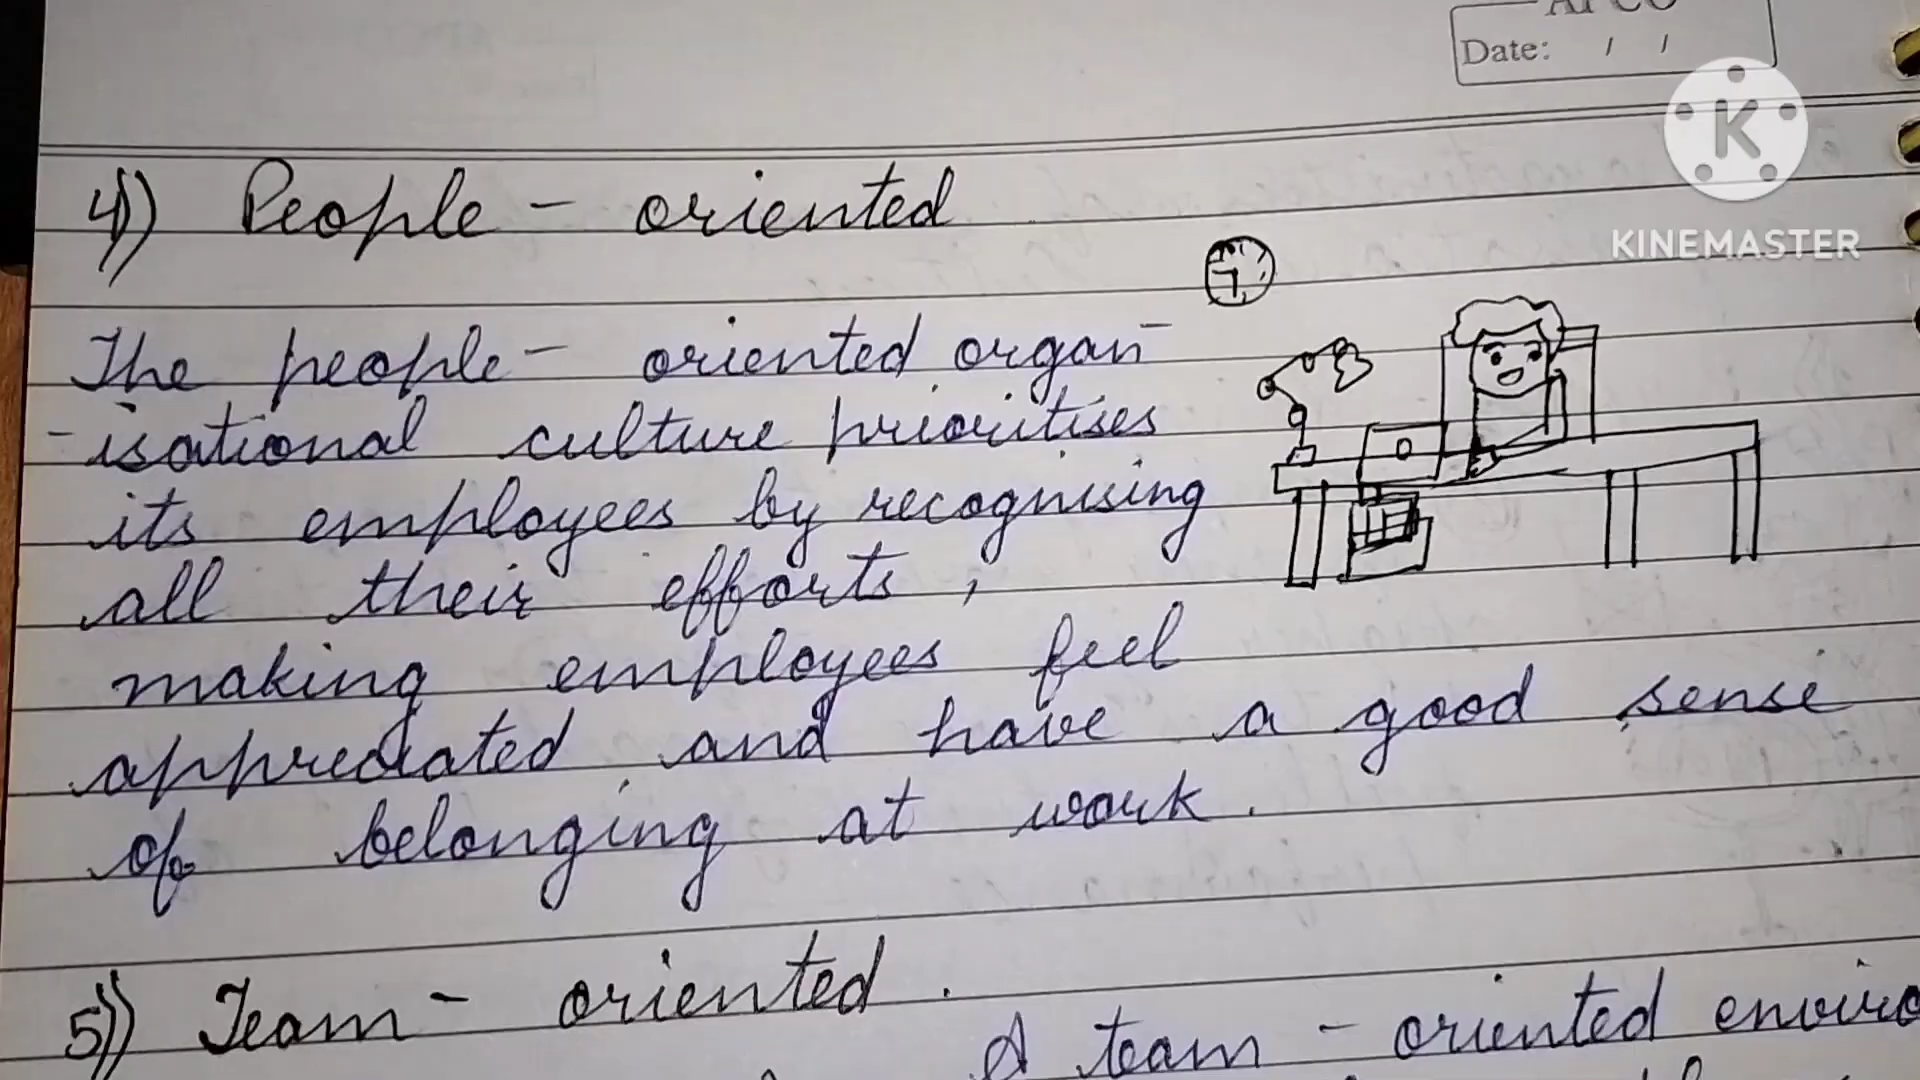 Date: / /
KINEMASTER
4)) People - oriented
The people - oriented organ-
-isational culture prioritises
its employees by recognising
all their efforts,
making employees feel
appreciated and have a good sense
of belonging at work.
5)) Team - oriented.
A team - oriented enviro